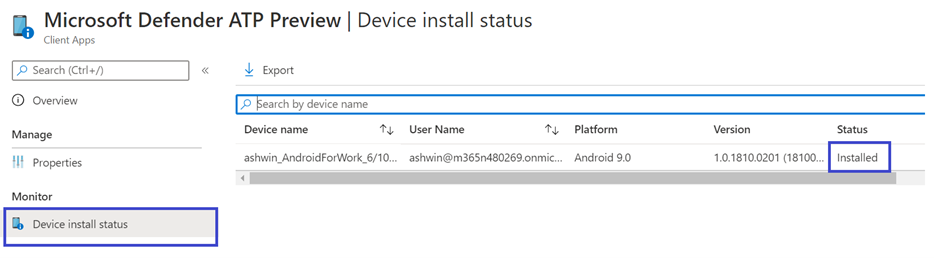 Microsoft Defender ATP Preview | Device install status
Client Apps
Search (Ctrl+/)
«
Overview
Manage
Properties
Monitor
Device install status
Export
Search by device name
Device name User Name Platform Version Status
ashwin_AndroidForWork_6/10... ashwin@m365n480269.onmic... Android 9.0 1.0.1810.0201 (18100... Installed